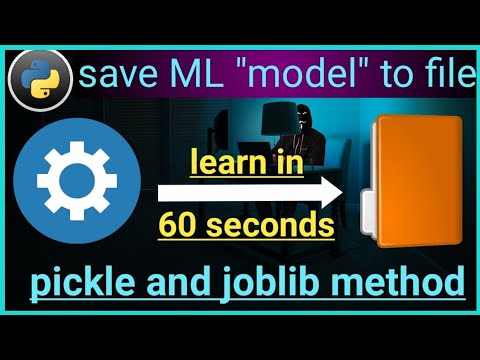 save ML "model" to file
learn in
60 seconds
pickle and joblib method